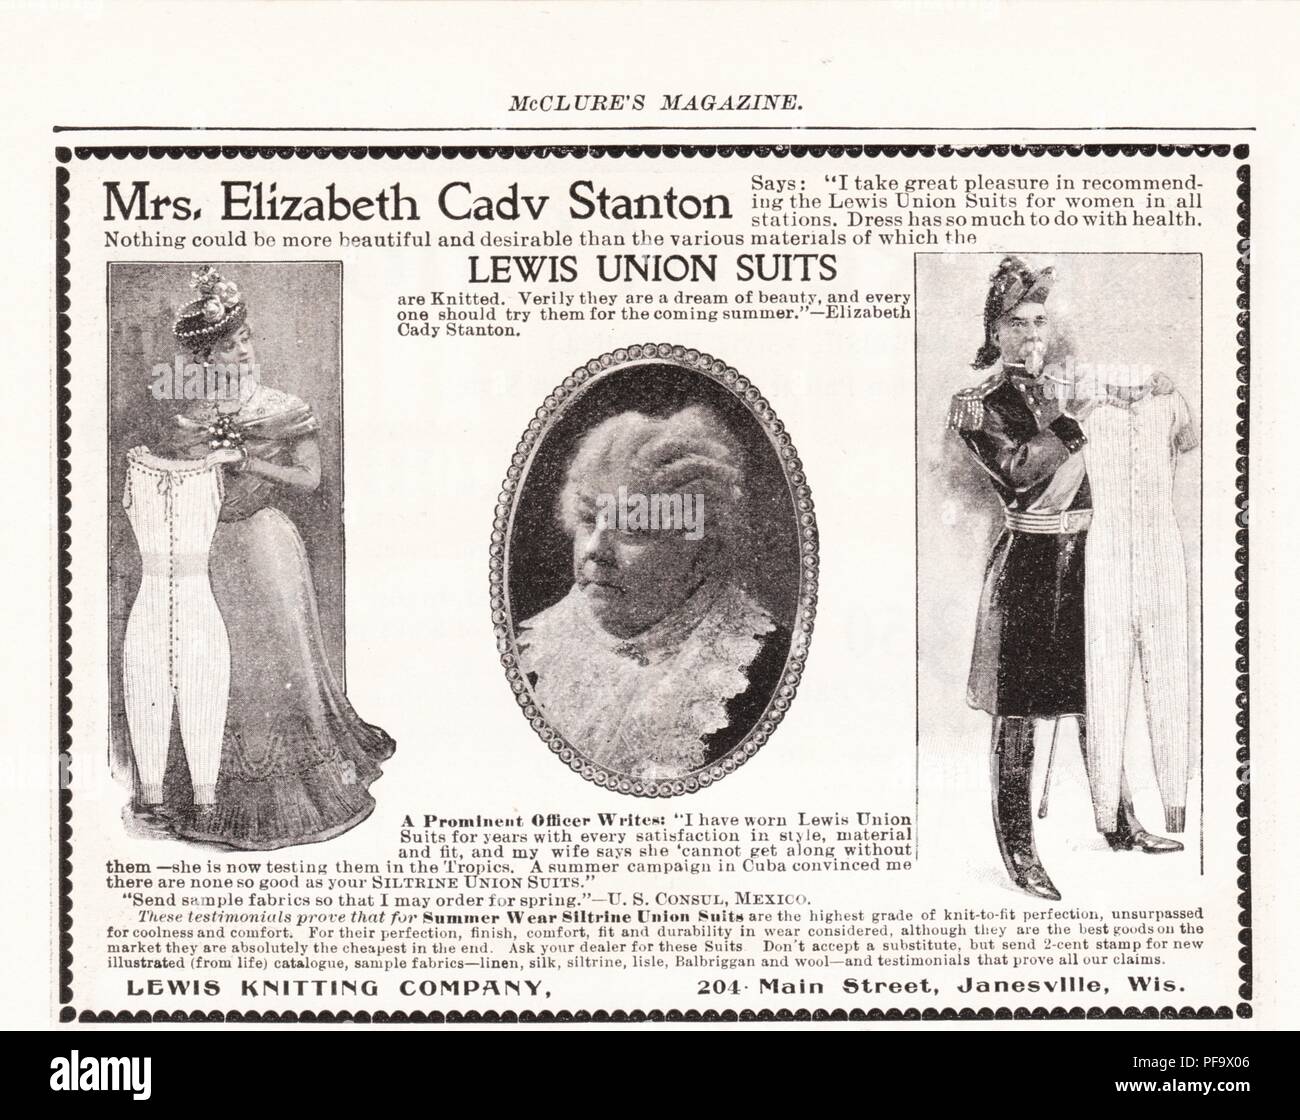 McCLURE'S MAGAZINE.
Mrs. Elizabeth Cady Stanton
Says: "I take great pleasure in recommend-
ing the Lewis Union Suits for women in all
stations. Dress has so much to do with health.
Nothing could be more beautiful and desirable than the various materials of which the
LEWIS UNION SUITS
are Knitted. Verily they are a dream of beauty, and every
one should try them for the coming summer."—Elizabeth
Cady Stanton.
A Prominent Officer Writes: "I have worn Lewis Union
Suits for years with every satisfaction in style, material
and fit, and my wife says she 'cannot get along without
them—she is now testing them in the Tropics. A summer campaign in Cuba convinced me
there are none so good as your SILTRINE UNION SUITS."
"Send sample fabrics so that I may order for spring."—U. S. CONSUL, MEXICO.
These testimonials prove that for Summer Wear Siltrine Union Suits are the highest grade of knit-to-fit perfection, unsurpassed
for coolness and comfort. For their perfection, finish, comfort, fit and durability in wear considered, although they are the best goods on the
market they are absolutely the cheapest in the end. Ask your dealer for these Suits Don't accept a substitute, but send 2-cent stamp for new
illustrated (from life) catalogue, sample fabrics—linen, silk, siltrine, lisle, Balbriggan and wool—and testimonials that prove all our claims.
LEWIS KNITTING COMPANY, 204 Main Street, Janesville, Wis.
alamy
Image ID: PF9X06
www.alamy.com